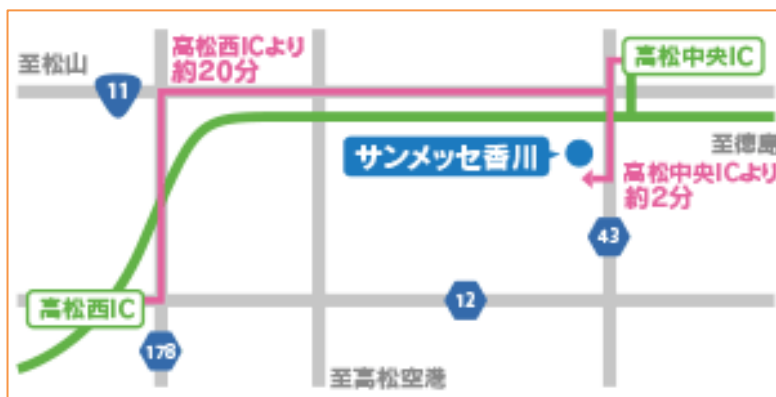 高松西ICより
約20分
至松山
11
高松中央IC
至徳島
サンメッセ香川
高松中央ICより
約2分
43
高松西IC
12
178
至高松空港